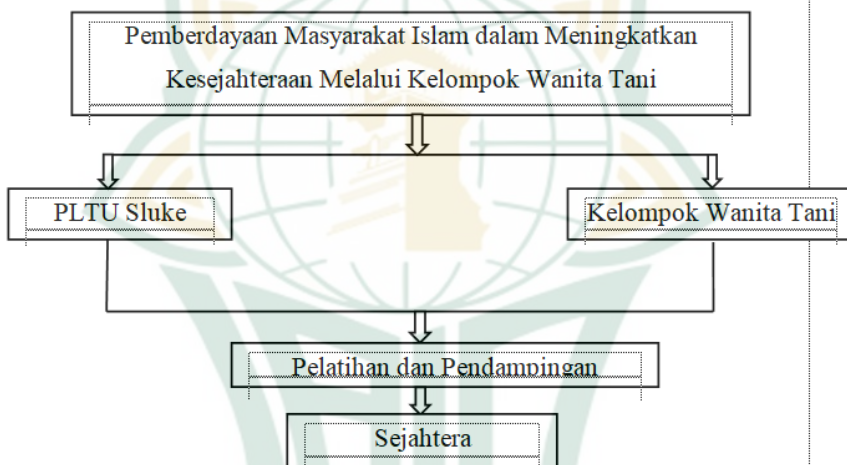 Pemberdayaan Masyarakat Islam dalam Meningkatkan
Kesejahteraan Melalui Kelompok Wanita Tani
PLTU Sluke
Kelompok Wanita Tani
Pelatihan dan Pendampingan
Sejahtera